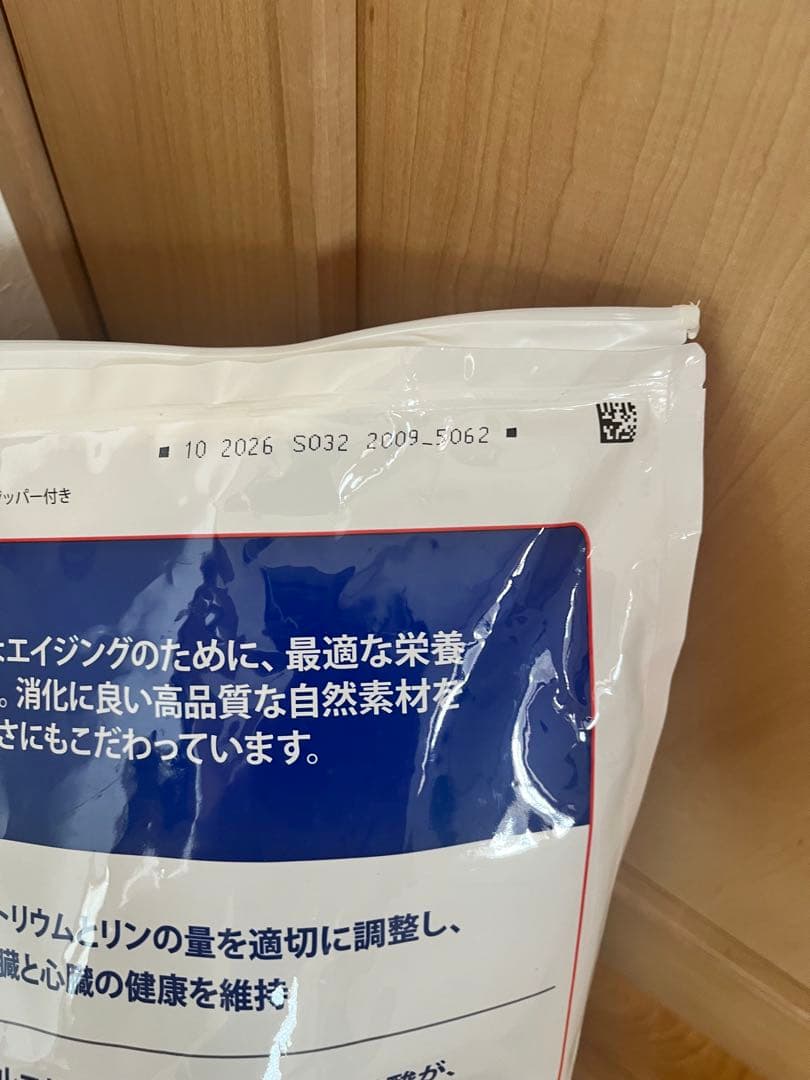 10 2026 S032 2009_5062
ッパー付き
エイジングのために、最適な栄養
。消化に良い高品質な自然素材を
さにもこだわっています。
トリウムとリンの量を適切に調整し、
臓と心臓の健康を維持
酸が、